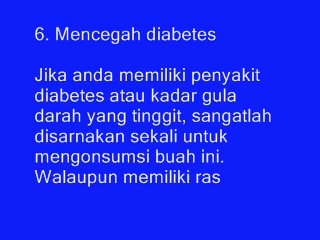 6. Mencegah diabetes
Jika anda memiliki penyakit
diabetes atau kadar gula
darah yang tinggit, sangatlah
disarnakan sekali untuk
mengonsumsi buah ini.
Walaupun memiliki ras